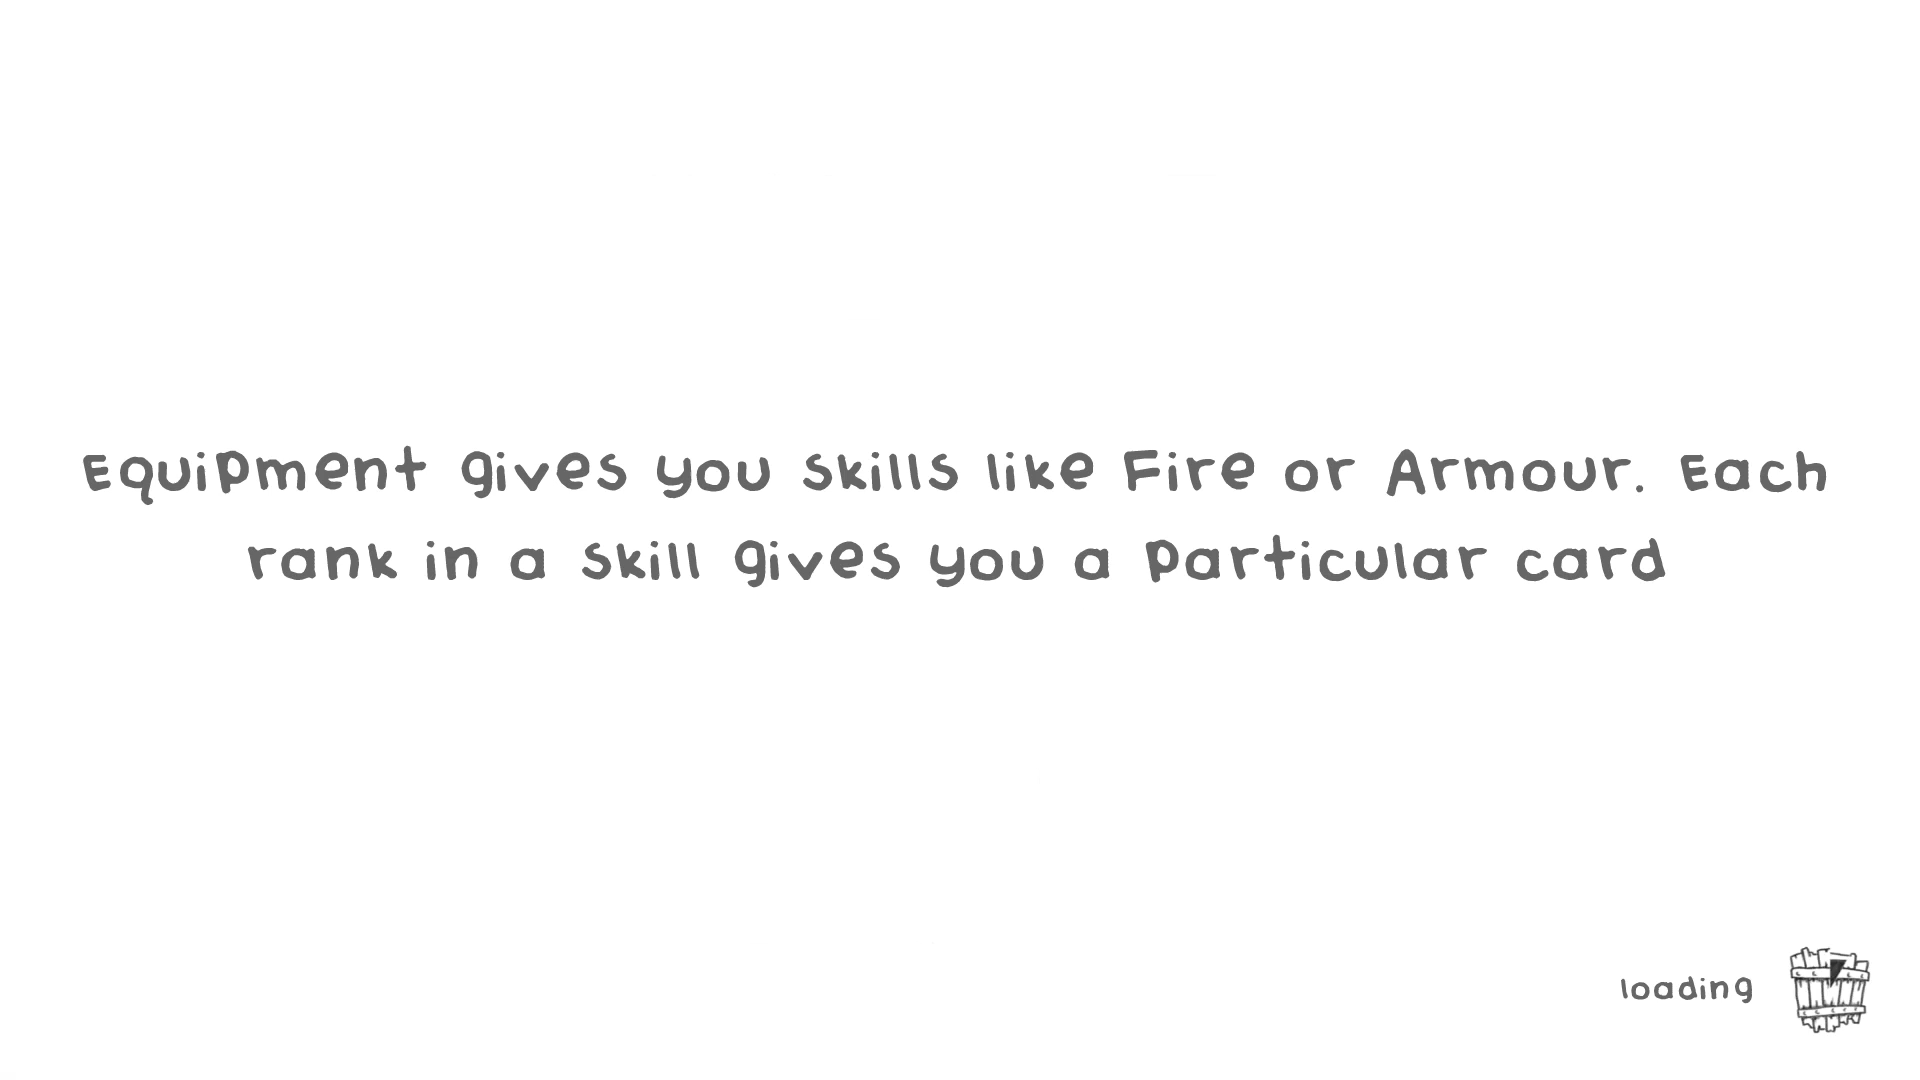 Equipment gives you skills like Fire or Armour. Each
rank in a skill gives you a particular card
loading